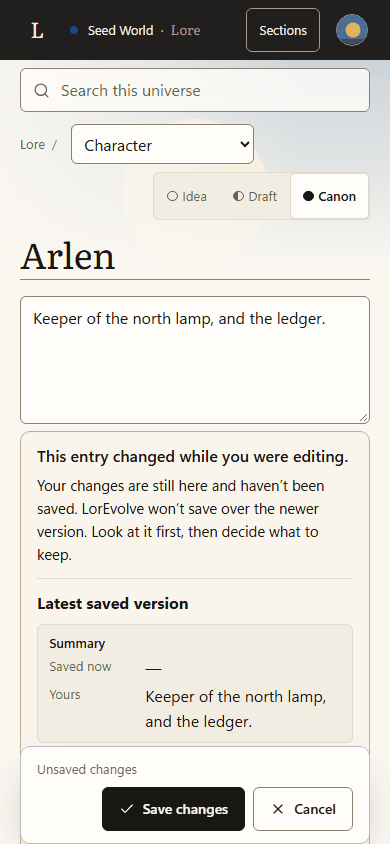 L Seed World · Lore Sections
Search this universe
Lore / Character
Idea Draft Canon
Arlen
Keeper of the north lamp, and the ledger.
This entry changed while you were editing.
Your changes are still here and haven’t been
saved. LorEvolve won’t save over the newer
version. Look at it first, then decide what to
keep.
Latest saved version
Summary
Saved now —
Yours Keeper of the north lamp,
and the ledger.
Unsaved changes
Save changes Cancel